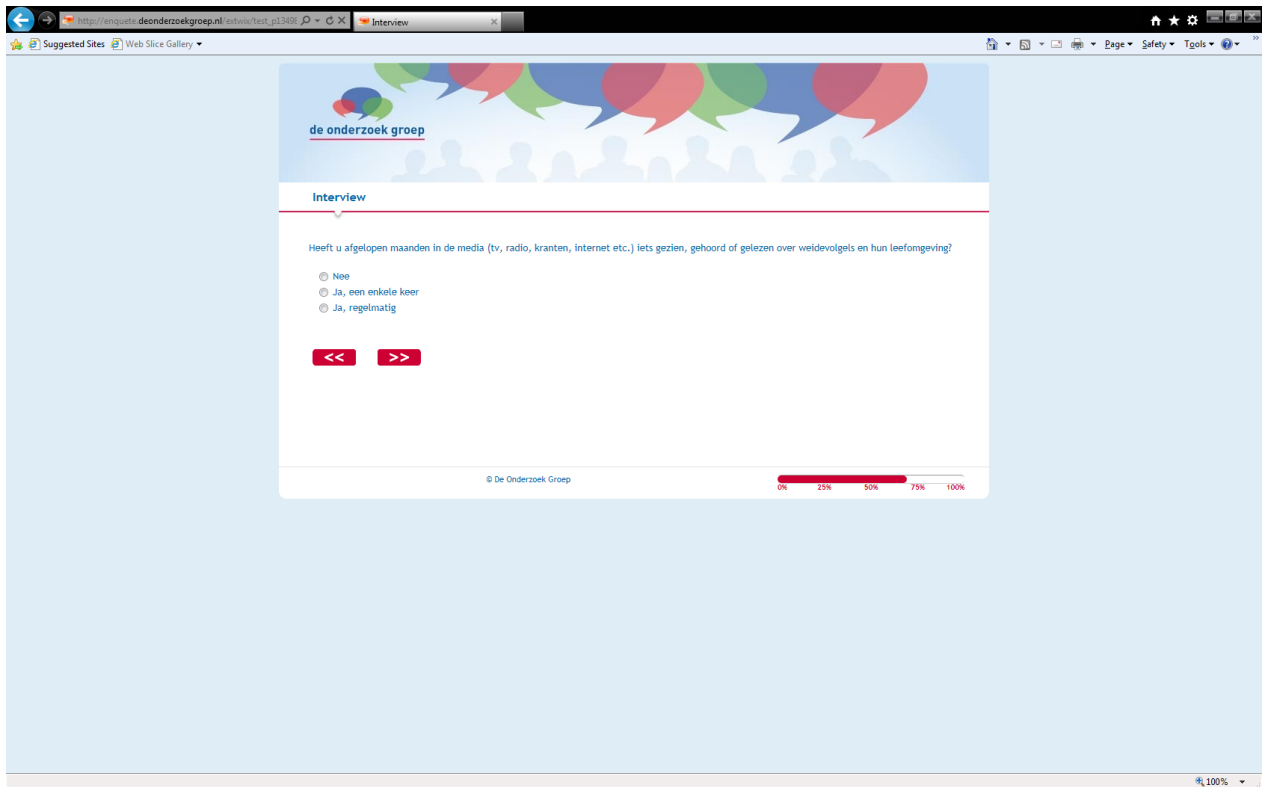 http://enquete.deonderzoekgroep.nl/extwix/test_p1349
Interview
Suggested Sites
Web Slice Gallery
Page
Safety
Tools
de onderzoek groep
Interview
Heeft u afgelopen maanden in de media (tv, radio, kranten, internet etc.) iets gezien, gehoord of gelezen over weidevolgels en hun leefomgeving?
Nee
Ja, een enkele keer
Ja, regelmatig
<< >>
© De Onderzoek Groep
0% 25% 50% 75% 100%
100%